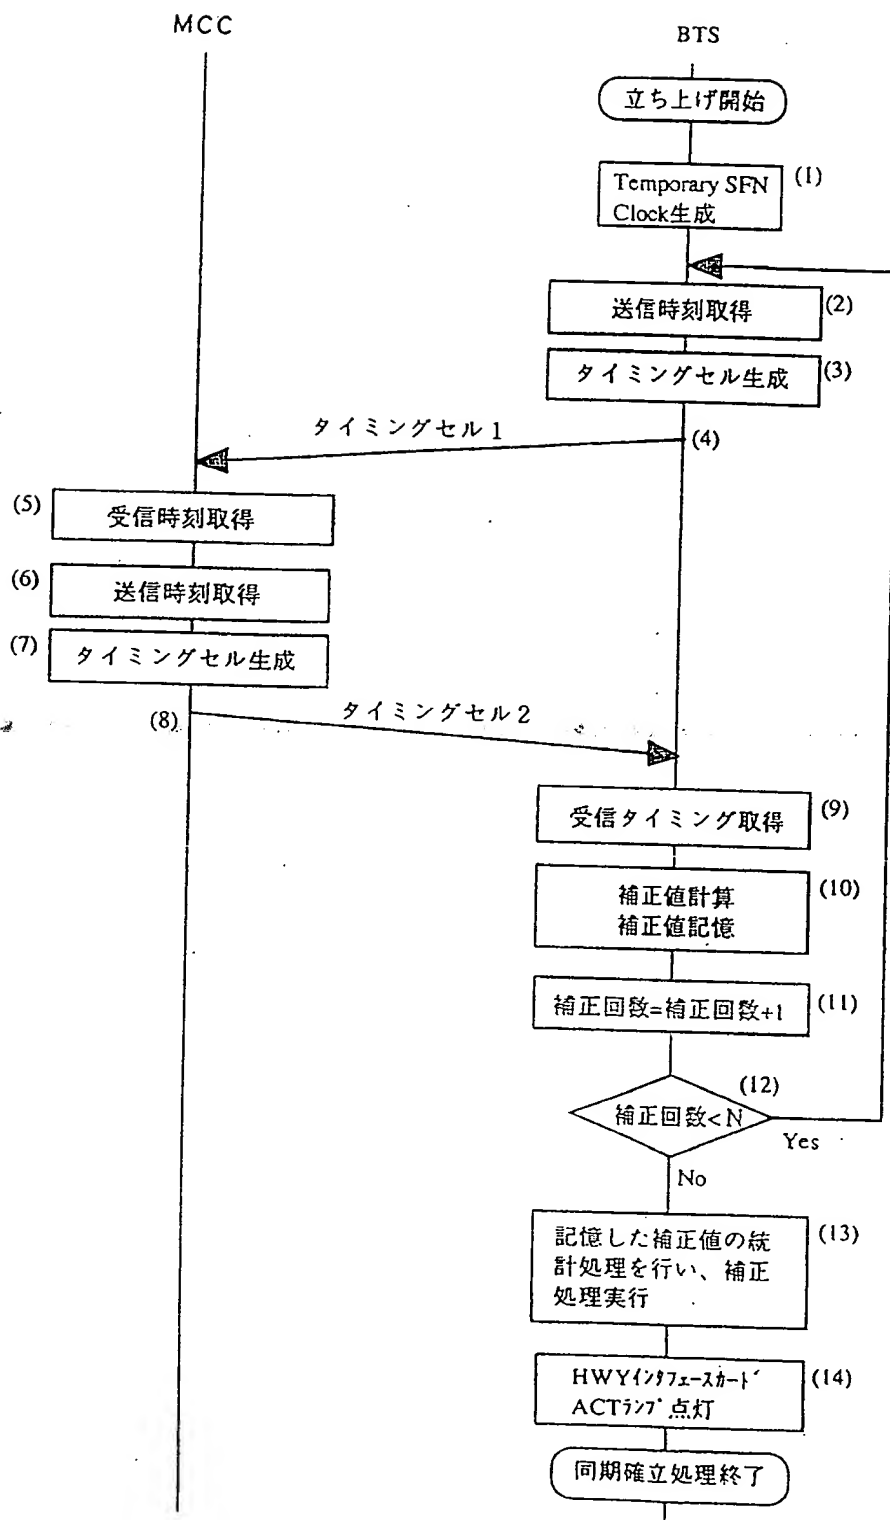 MCC
BTS
立ち上げ開始
(1)
Temporary SFN
Clock生成
送信時刻取得
(2)
タイミングセル生成
(3)
タイミングセル1
(4)
(5)
受信時刻取得
(6)
送信時刻取得
(7)
タイミングセル生成
(8)
タイミングセル2
受信タイミング取得
(9)
補正値計算
補正値記憶
(10)
補正回数=補正回数+1
(11)
(12)
補正回数<N
Yes
No
記憶した補正値の統
計処理を行い、補正
処理実行
(13)
HWYインタフェースカード
ACTランプ点灯
(14)
同期確立処理終了